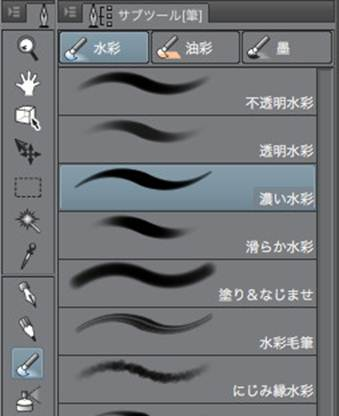 サブツール[筆]
水彩 油彩 墨
不透明水彩
透明水彩
濃い水彩
滑らか水彩
塗り&なじませ
水彩毛筆
にじみ縁水彩